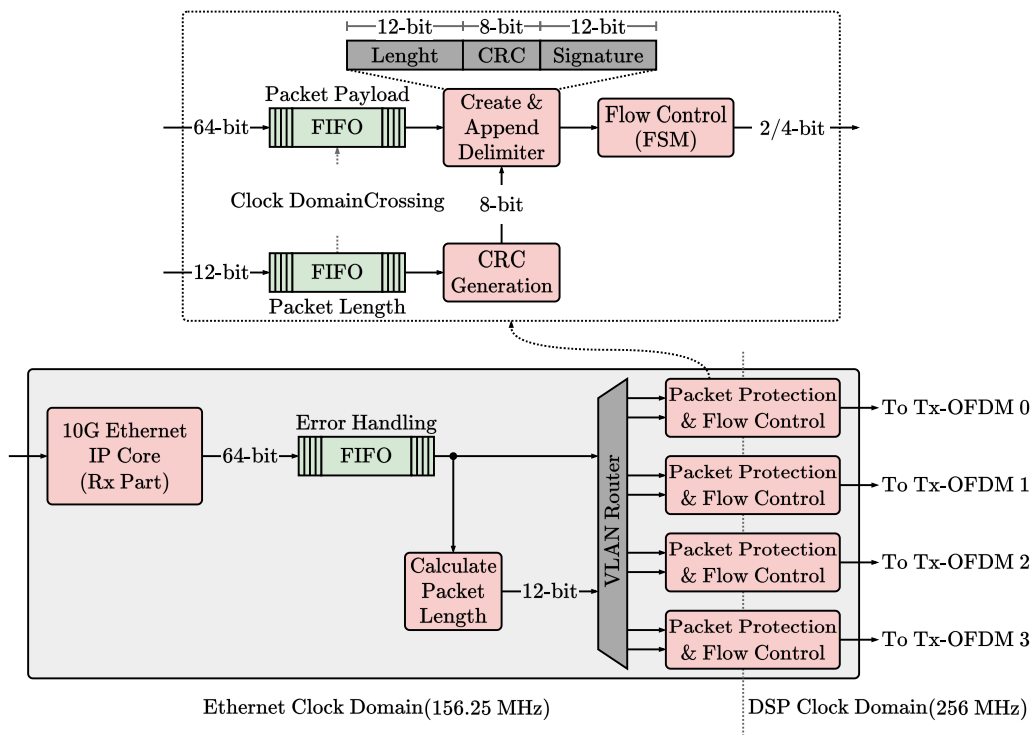 12-bit 8-bit 12-bit
Lenght CRC Signature
Packet Payload
64-bit FIFO
Create &
Append
Delimiter
Flow Control
(FSM)
2/4-bit
Clock DomainCrossing
8-bit
12-bit FIFO
Packet Length
CRC
Generation
10G Ethernet
IP Core
(Rx Part)
64-bit
Error Handling
FIFO
Calculate
Packet
Length
12-bit
VLAN Router
Packet Protection
& Flow Control
To Tx-OFDM 0
Packet Protection
& Flow Control
To Tx-OFDM 1
Packet Protection
& Flow Control
To Tx-OFDM 2
Packet Protection
& Flow Control
To Tx-OFDM 3
Ethernet Clock Domain(156.25 MHz)
DSP Clock Domain(256 MHz)